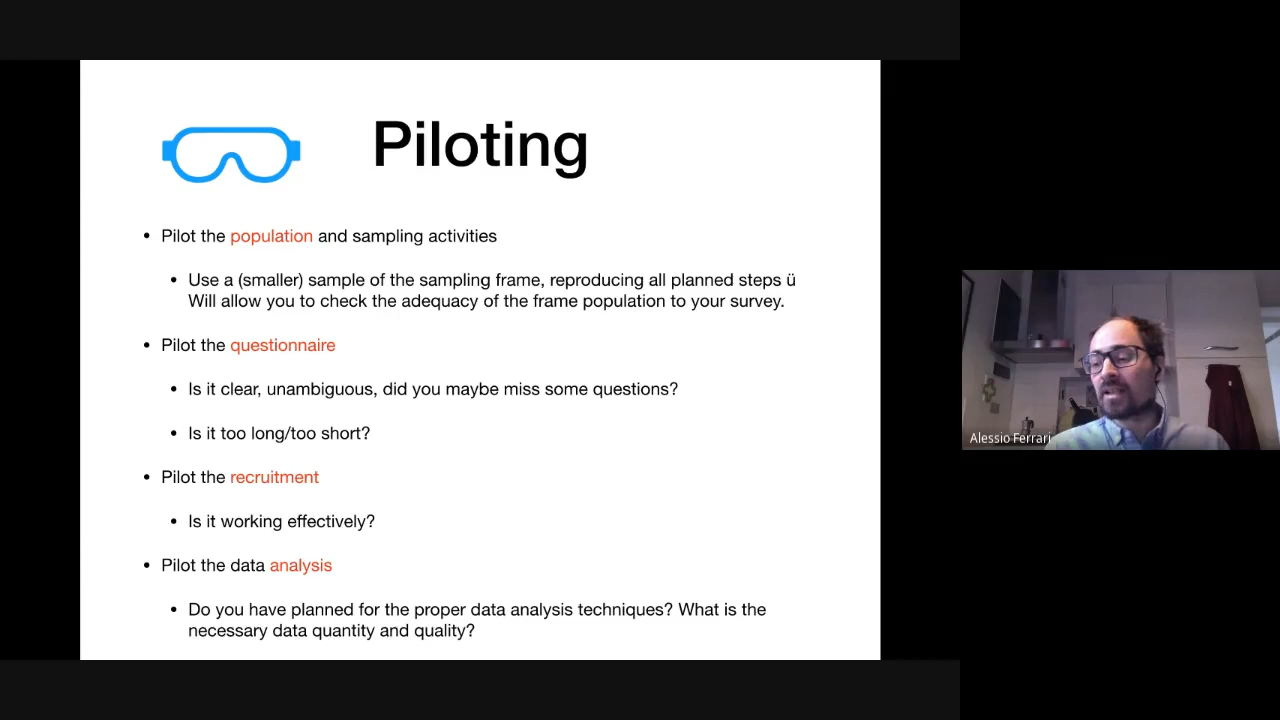 Piloting
• Pilot the population and sampling activities
• Use a (smaller) sample of the sampling frame, reproducing all planned steps ü
Will allow you to check the adequacy of the frame population to your survey.
• Pilot the questionnaire
• Is it clear, unambiguous, did you maybe miss some questions?
• Is it too long/too short?
• Pilot the recruitment
• Is it working effectively?
• Pilot the data analysis
• Do you have planned for the proper data analysis techniques? What is the
necessary data quantity and quality?
Alessio Ferrari